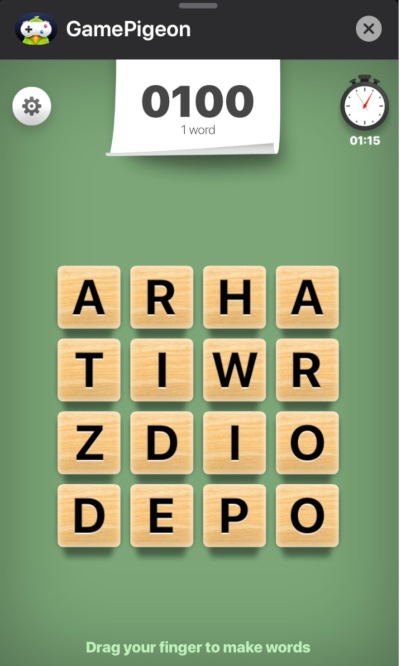 GamePigeon
0100
1 word
01:15
A R H A
T I W R
Z D I O
D E P O
Drag your finger to make words